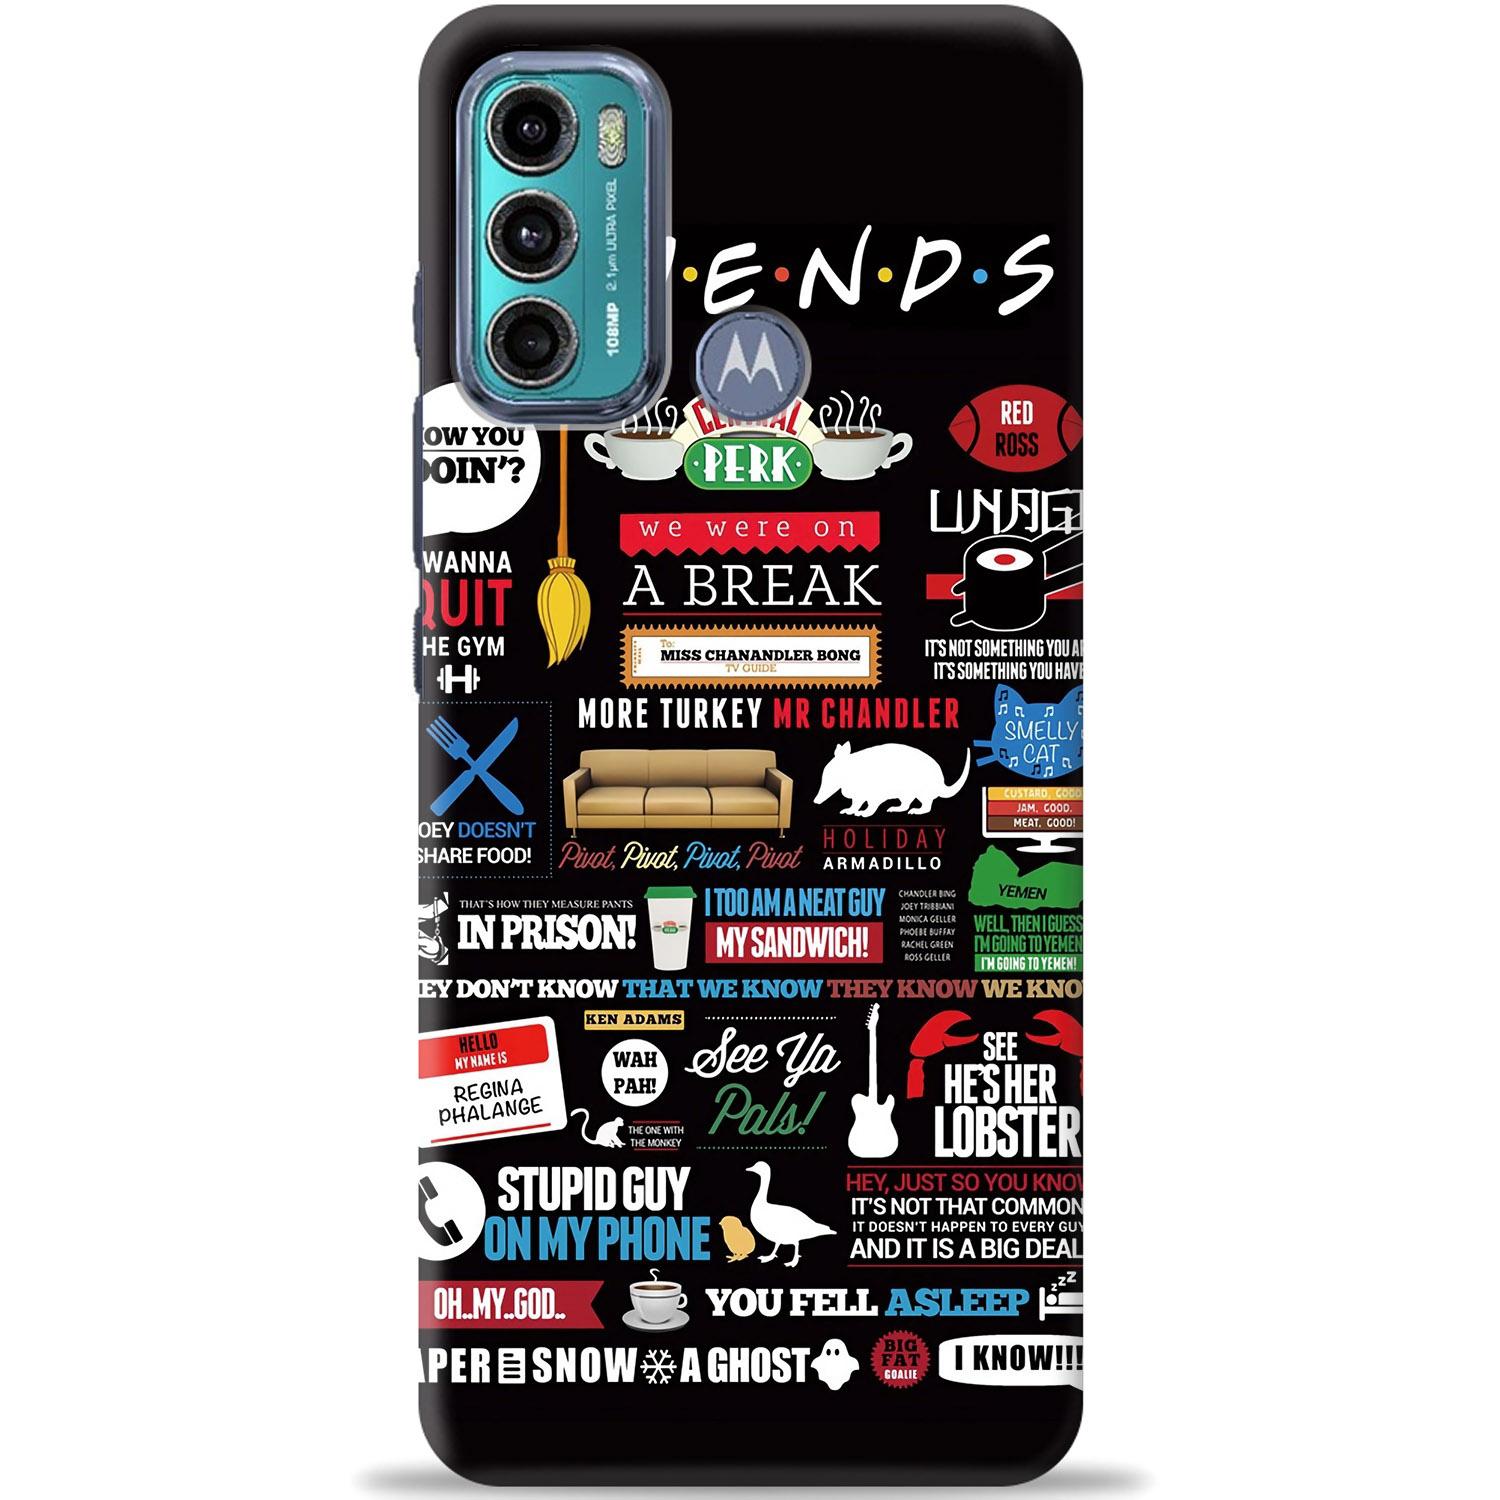 108MP 2.1µm ULTRA PIXEL
E·N·D·S
CENTRAL
·PERK·
OW YOU
OIN'?
RED
ROSS
UNAGI
we were on
A BREAK
WANNA
QUIT
HE GYM
To:
MISS CHANANDLER BONG
TV GUIDE
IT'S NOT SOMETHING YOU A
IT'S SOMETHING YOU HAVE
MORE TURKEY MR CHANDLER
SMELLY
CAT
CUSTARD, GOOD
JAM, GOOD.
MEAT, GOOD!
OEY DOESN'T
SHARE FOOD!
Pivot, Pivot, Pivot, Pivot
HOLIDAY
ARMADILLO
YEMEN
WELL, THEN I GUESS
I'M GOING TO YEMEN
I'M GOING TO YEMEN!
THAT'S HOW THEY MEASURE PANTS
IN PRISON!
I TOO AM A NEAT GUY
MY SANDWICH!
CHANDLER BING
JOEY TRIBBIANI
MONICA GELLER
PHOEBE BUFFAY
RACHEL GREEN
ROSS GELLER
EY DON'T KNOW THAT WE KNOW THEY KNOW WE KNO
HELLO
MY NAME IS
REGINA
PHALANGE
KEN ADAMS
WAH
PAH!
THE ONE WITH
THE MONKEY
See Ya
Pals!
SEE
HE'S HER
LOBSTER
STUPID GUY
ON MY PHONE
HEY, JUST SO YOU KNOW
IT'S NOT THAT COMMON
IT DOESN'T HAPPEN TO EVERY GUY
AND IT IS A BIG DEAL
OH..MY..GOD..
YOU FELL ASLEEP
zzz
APER SNOW A GHOST
BIG
FAT
GOALIE
I KNOW!!!